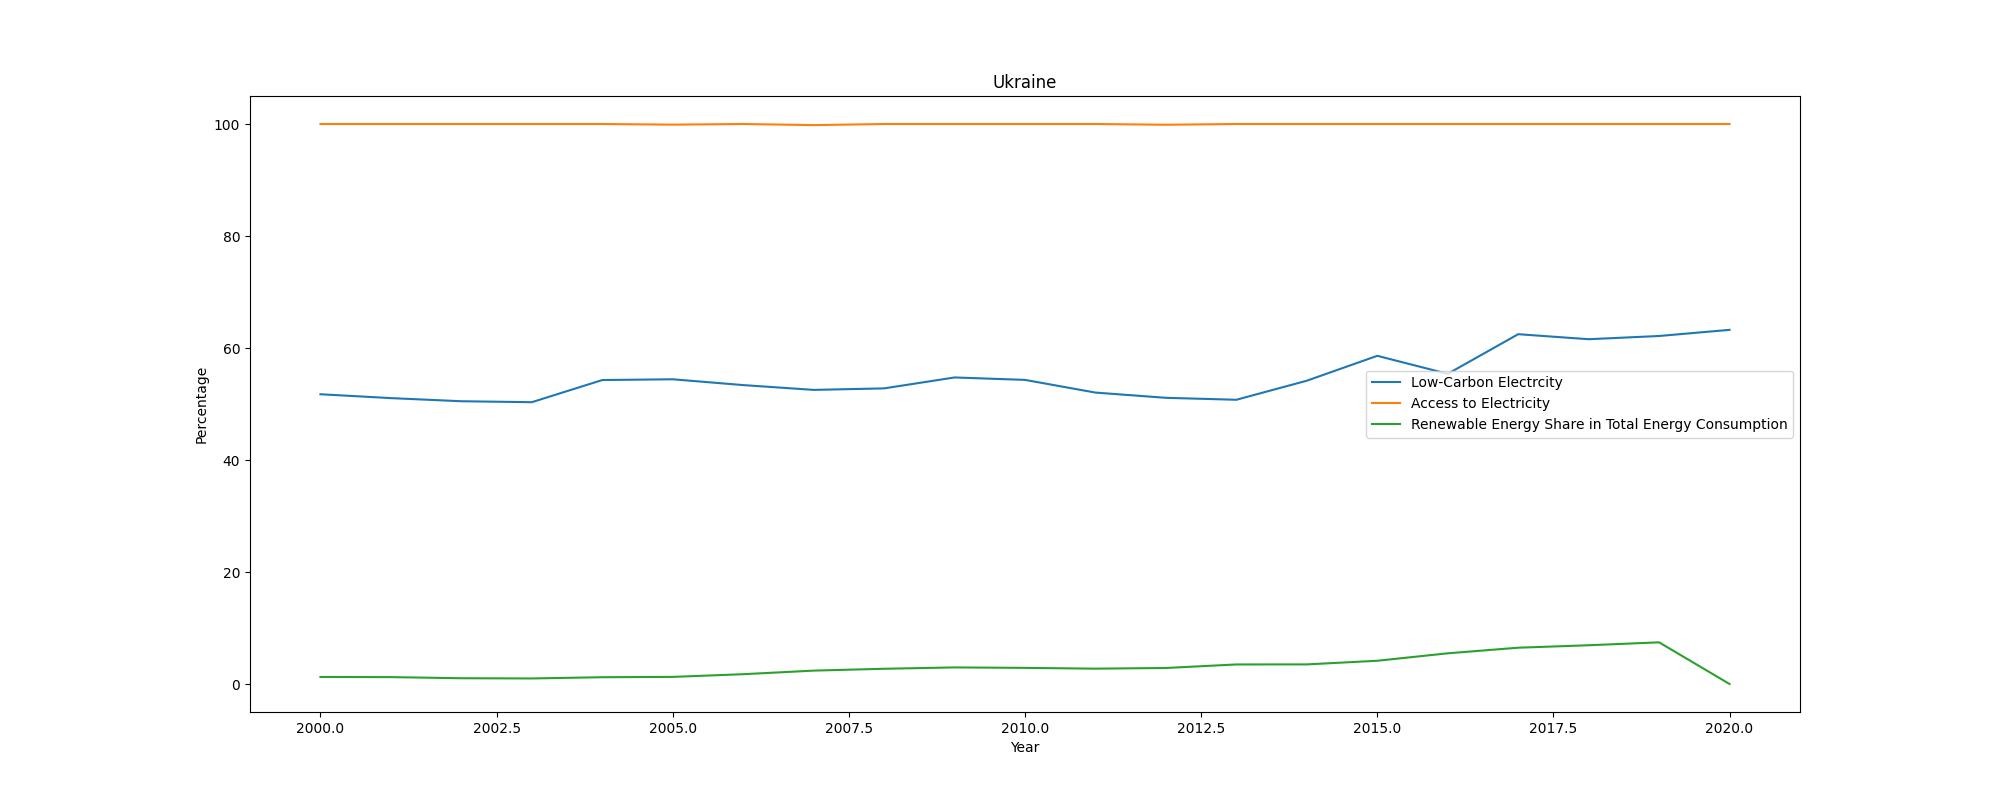 Ukraine
100
80
60
40
20
0
Percentage
Low-Carbon Electrcity
Access to Electricity
Renewable Energy Share in Total Energy Consumption
2000.0 2002.5 2005.0 2007.5 2010.0 2012.5 2015.0 2017.5 2020.0
Year